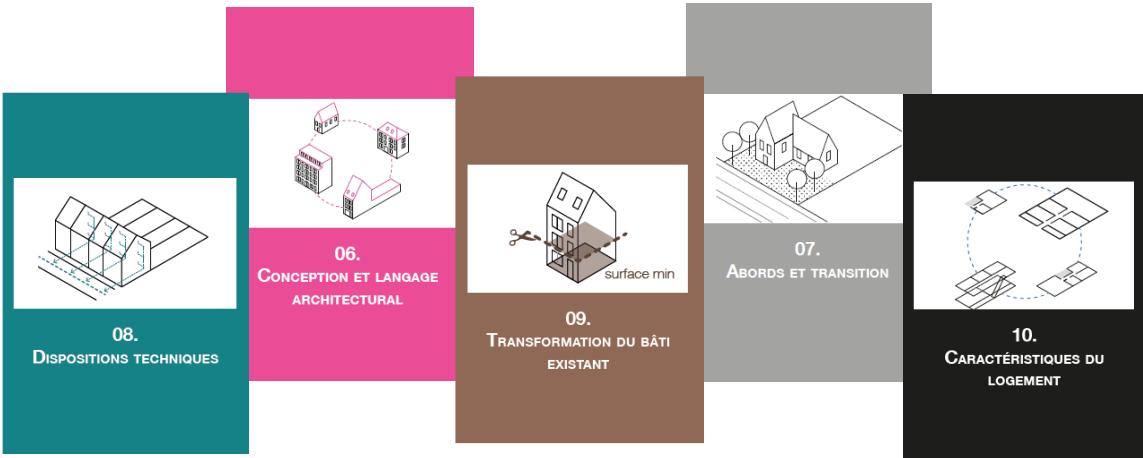 08.
Dispositions techniques
06.
Conception et langage
architectural
surface min
09.
Transformation du bâti
existant
07.
Abords et transition
10.
Caractéristiques du
logement